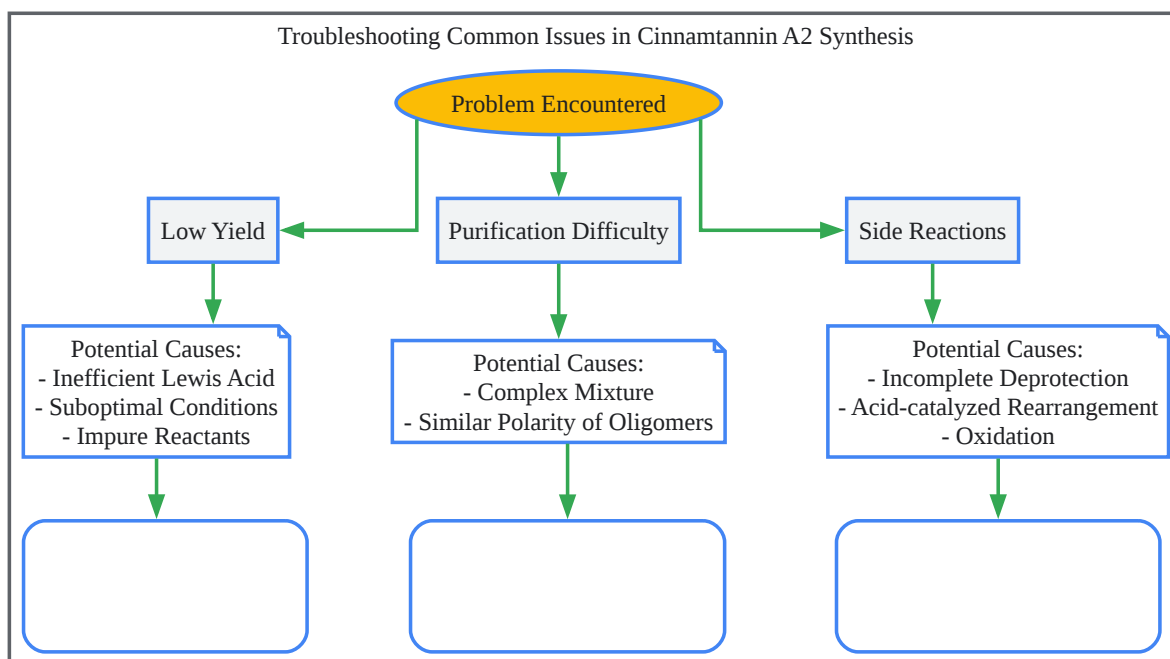 Troubleshooting Common Issues in Cinnamtannin A2 Synthesis
Problem Encountered
Low Yield
Purification Difficulty
Side Reactions
Potential Causes:
- Inefficient Lewis Acid
- Suboptimal Conditions
- Impure Reactants
Potential Causes:
- Complex Mixture
- Similar Polarity of Oligomers
Potential Causes:
- Incomplete Deprotection
- Acid-catalyzed Rearrangement
- Oxidation